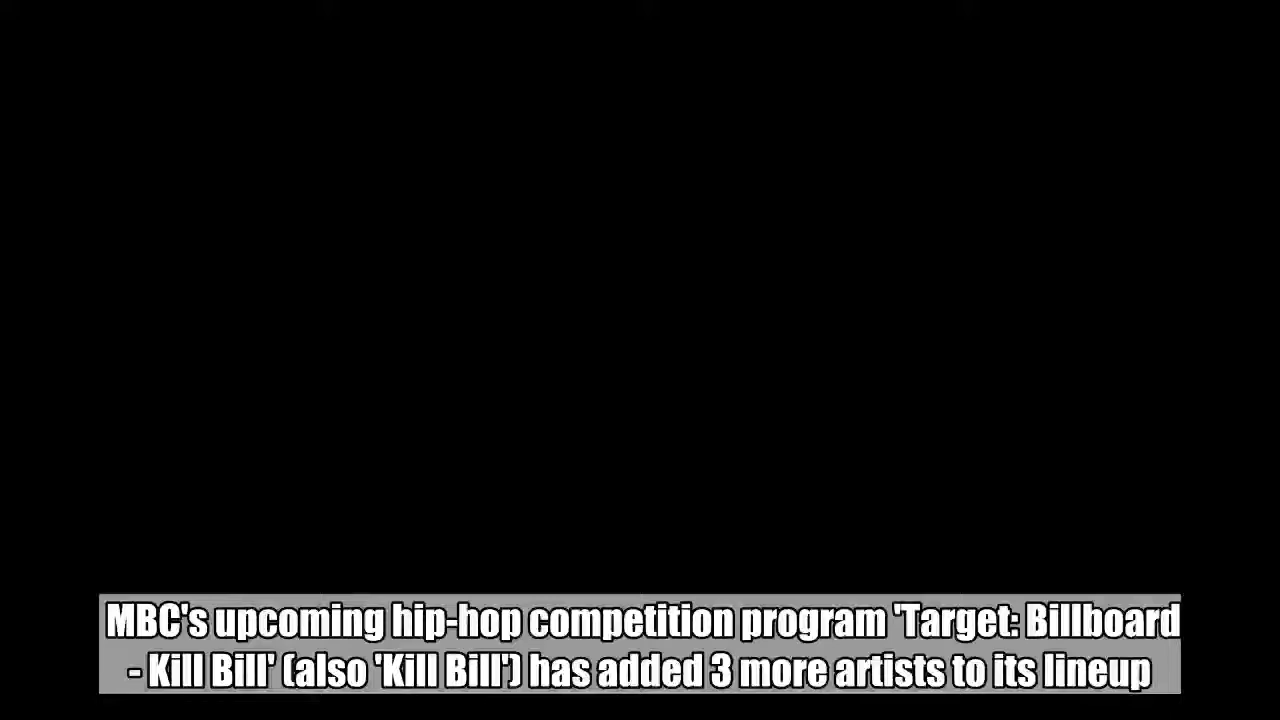 MBC's upcoming hip-hop competition program 'Target: Billboard
- Kill Bill' (also 'Kill Bill') has added 3 more artists to its lineup